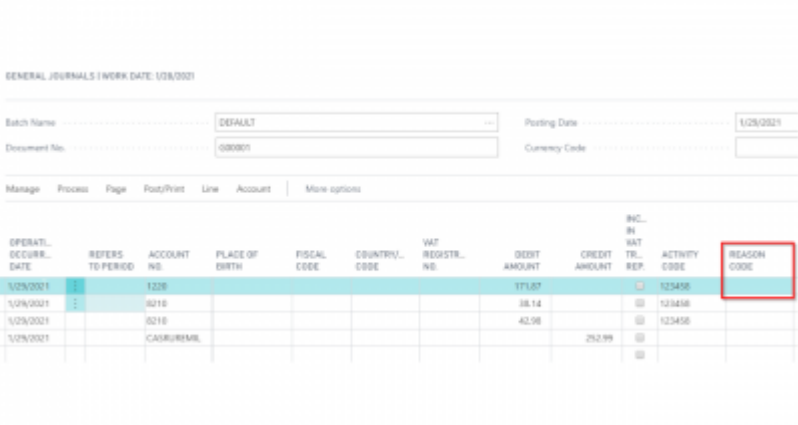 GENERAL JOURNALS | WORK DATE: 1/28/2021
Batch Name DEFAULT ... Posting Date 1/29/2021
Document No. G00001 Currency Code
Manage Process Page Post/Print Line Account More options
OPERATI... OCCURR... DATE REFERS TO PERIOD ACCOUNT NO. PLACE OF BIRTH FISCAL CODE COUNTRY/... CODE VAT REGISTR... NO. DEBIT AMOUNT CREDIT AMOUNT INC... IN VAT TR... REP. ACTIVITY CODE REASON CODE
1/29/2021 1220 171.87 123456
1/29/2021 8210 38.14 123456
1/29/2021 8210 42.98 123456
1/29/2021 252.99